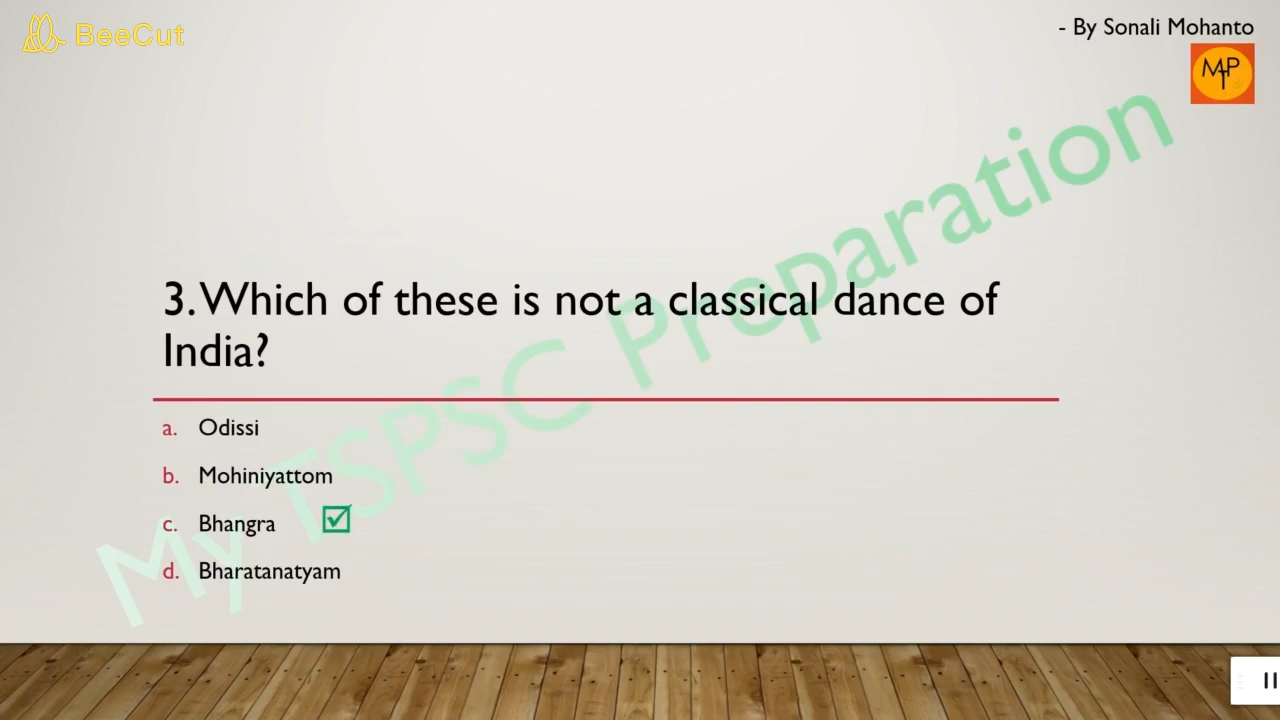 BeeCut
- By Sonali Mohanto
MTP
My TSPSC Preparation
3. Which of these is not a classical dance of
India?
a. Odissi
b. Mohiniyattom
c. Bhangra
d. Bharatanatyam